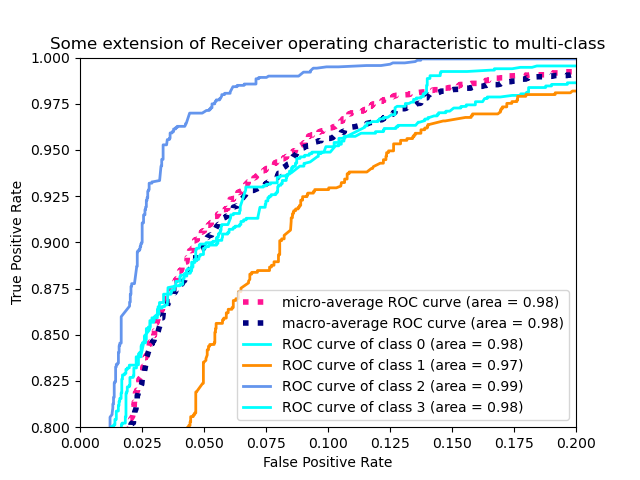 Some extension of Receiver operating characteristic to multi-class
1.000
0.975
0.950
0.925
0.900
0.875
0.850
0.825
0.800
True Positive Rate
micro-average ROC curve (area = 0.98)
macro-average ROC curve (area = 0.98)
ROC curve of class 0 (area = 0.98)
ROC curve of class 1 (area = 0.97)
ROC curve of class 2 (area = 0.99)
ROC curve of class 3 (area = 0.98)
0.000 0.025 0.050 0.075 0.100 0.125 0.150 0.175 0.200
False Positive Rate